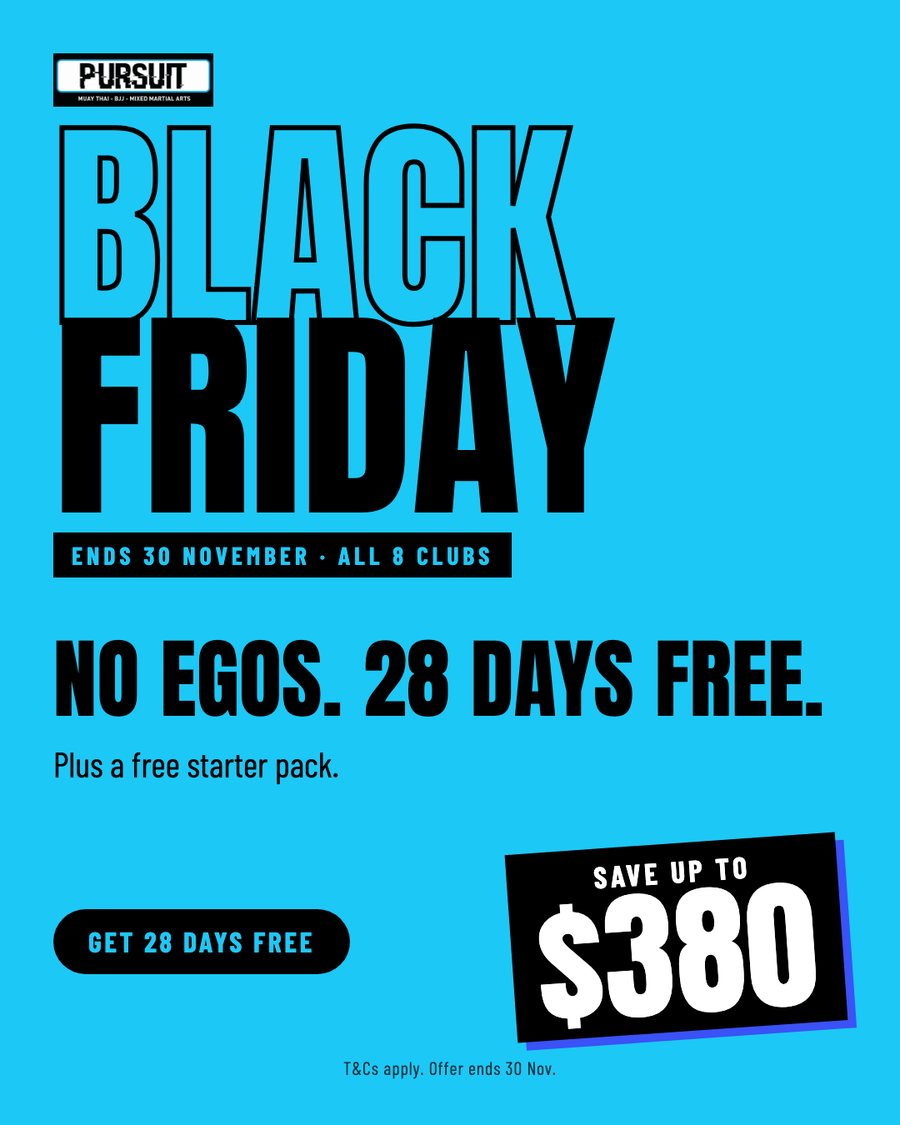 PURSUIT
MUAY THAI - BJJ - MIXED MARTIAL ARTS
BLACK
FRIDAY
ENDS 30 NOVEMBER · ALL 8 CLUBS
NO EGOS. 28 DAYS FREE.
Plus a free starter pack.
SAVE UP TO
$380
GET 28 DAYS FREE
T&Cs apply. Offer ends 30 Nov.